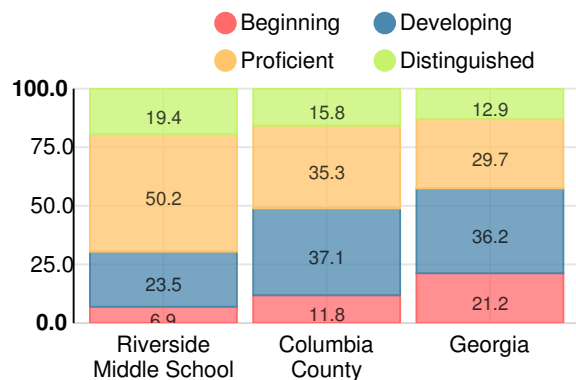 Beginning Developing
Proficient Distinguished
100.0
75.0
50.0
25.0
0.0
19.4 15.8 12.9
50.2 35.3 29.7
23.5 37.1 36.2
6.9 11.8 21.2
Riverside Columbia Georgia
Middle School County